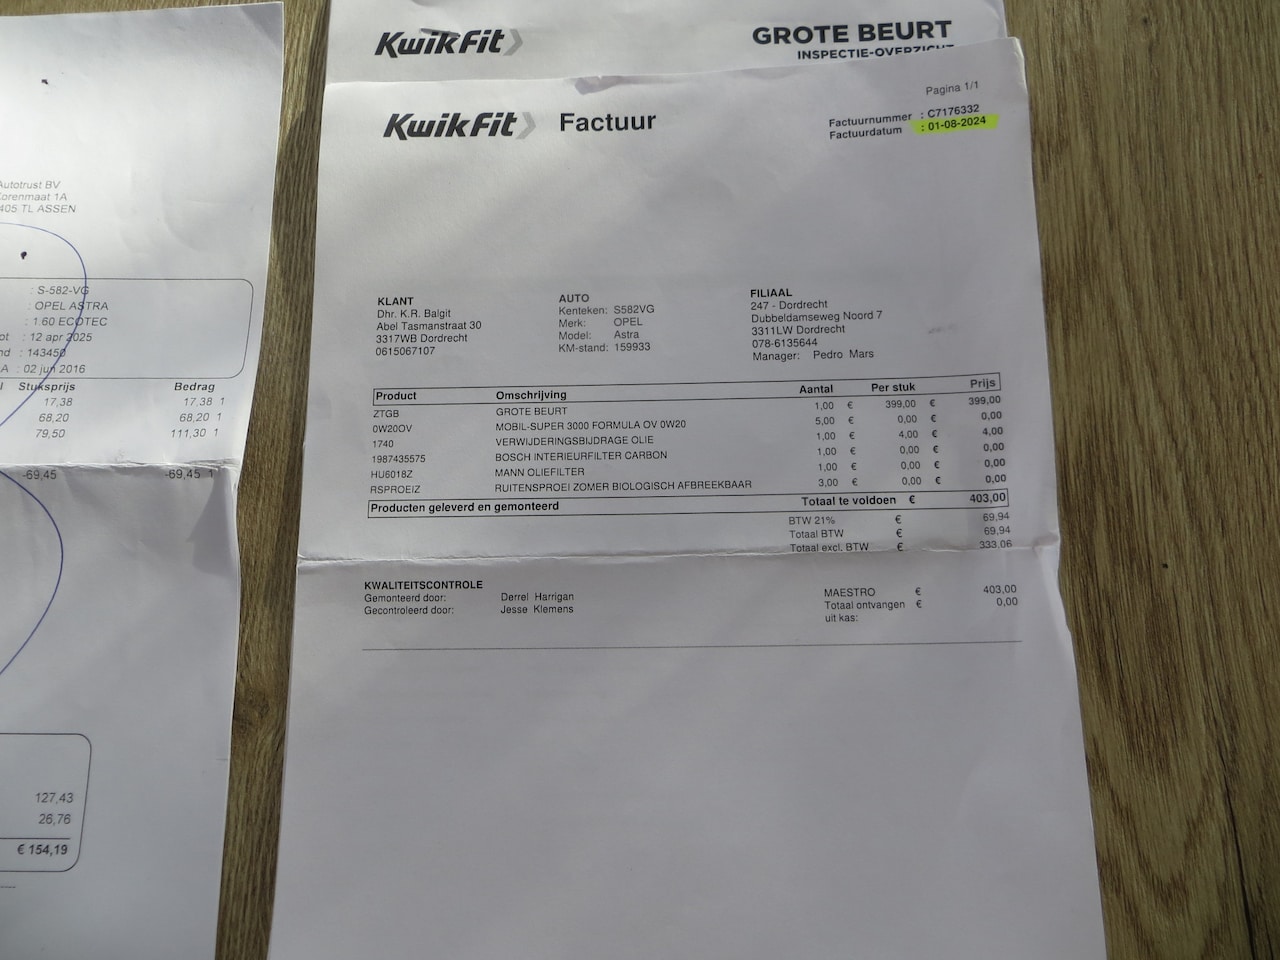 Autotrust BV
Korenmaat 1A
405 TL ASSEN
: S-582-VG
: OPEL ASTRA
: 1.60 ECOTEC
: 12 apr 2025
: 143450
A : 02 jun 2016
Stuksprijs Bedrag
17,38 17,38 1
68,20 68,20 1
79,50 111,30 1
-69,45 -69,45 1
127,43
26,76
€ 154,19
KwikFit
GROTE BEURT
INSPECTIE-OVERZICHT
Pagina 1/1
KwikFit Factuur
Factuurnummer : C7176332
Factuurdatum : 01-08-2024
KLANT
Dhr. K.R. Balgit
Abel Tasmanstraat 30
3317WB Dordrecht
0615067107
AUTO
Kenteken: S582VG
Merk: OPEL
Model: Astra
KM-stand: 159933
FILIAAL
247 - Dordrecht
Dubbeldamseweg Noord 7
3311LW Dordrecht
078-6135644
Manager: Pedro Mars
Product Omschrijving Aantal Per stuk Prijs
ZTGB GROTE BEURT 1,00 € 399,00 € 399,00
0W20OV MOBIL-SUPER 3000 FORMULA OV 0W20 5,00 € 0,00 € 0,00
1740 VERWIJDERINGSBIJDRAGE OLIE 1,00 € 4,00 € 4,00
1987435575 BOSCH INTERIEURFILTER CARBON 1,00 € 0,00 € 0,00
HU6018Z MANN OLIEFILTER 1,00 € 0,00 € 0,00
RSPROEIZ RUITENSPROEI ZOMER BIOLOGISCH AFBREEKBAAR 3,00 € 0,00 € 0,00
Producten geleverd en gemonteerd Totaal te voldoen € 403,00
BTW 21% € 69,94
Totaal BTW € 69,94
Totaal excl. BTW € 333,06
KWALITEITSCONTROLE
Gemonteerd door: Derrel Harrigan
Gecontroleerd door: Jesse Klemens
MAESTRO € 403,00
Totaal ontvangen € 0,00
uit kas: